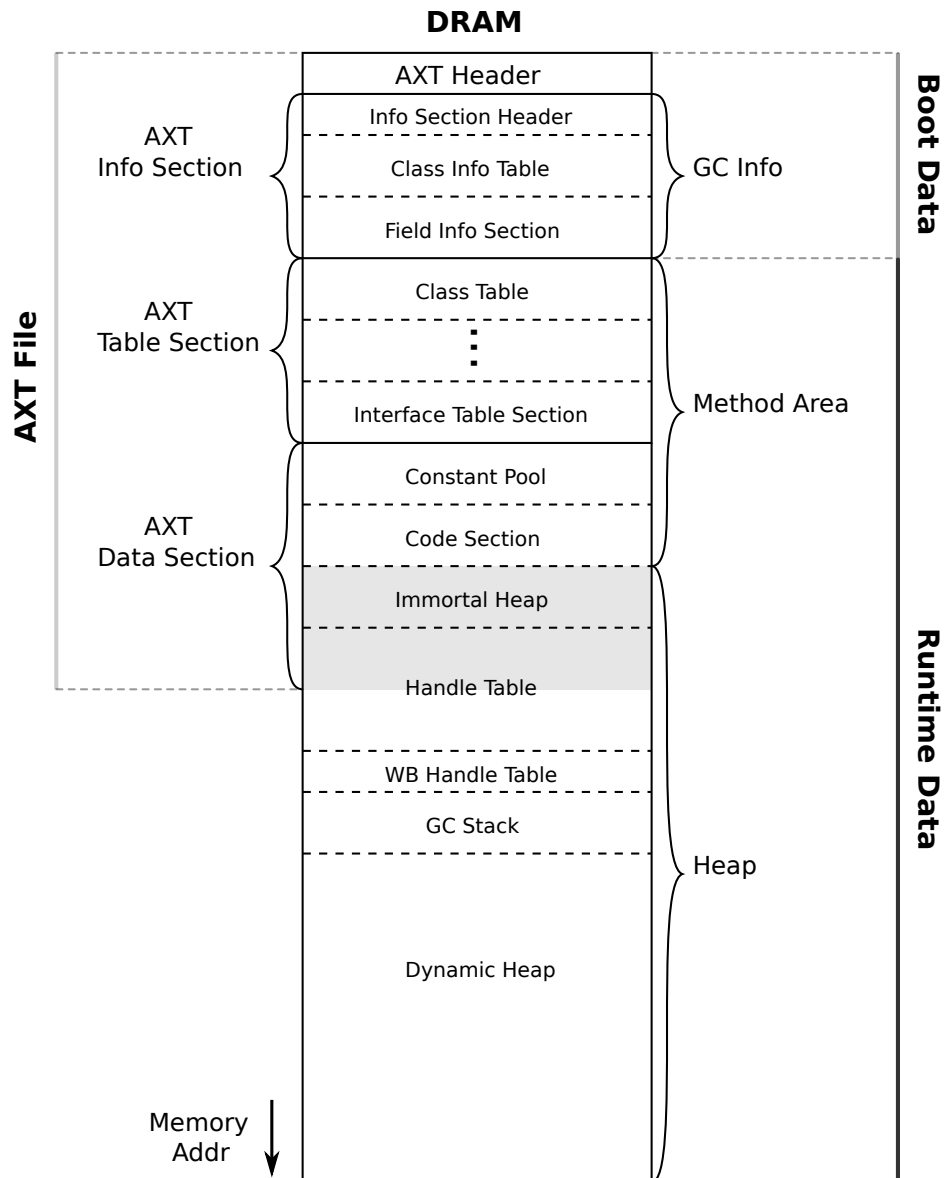 DRAM
AXT Header
Info Section Header
Class Info Table
Field Info Section
Class Table
Interface Table Section
Constant Pool
Code Section
Immortal Heap
Handle Table
WB Handle Table
GC Stack
Dynamic Heap
AXT File
AXT
Info Section
AXT
Table Section
AXT
Data Section
Memory
Addr
GC Info
Method Area
Heap
Boot Data
Runtime Data